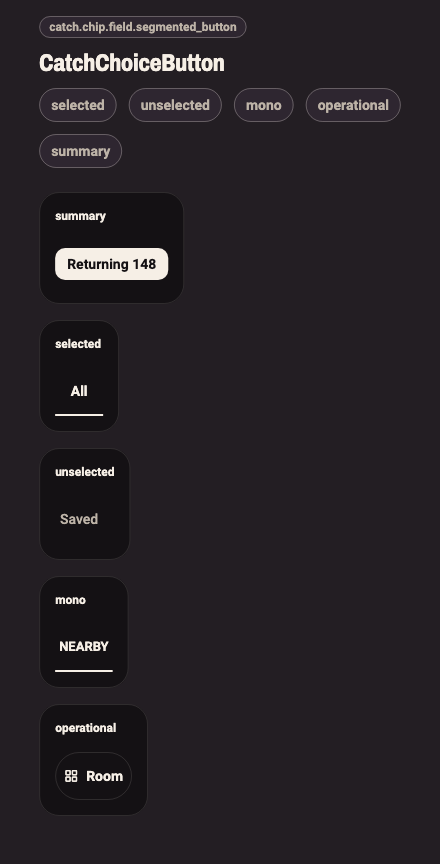 catch.chip.field.segmented_button
CatchChoiceButton
selected unselected mono operational
summary
summary
Returning 148
selected
All
unselected
Saved
mono
NEARBY
operational
Room